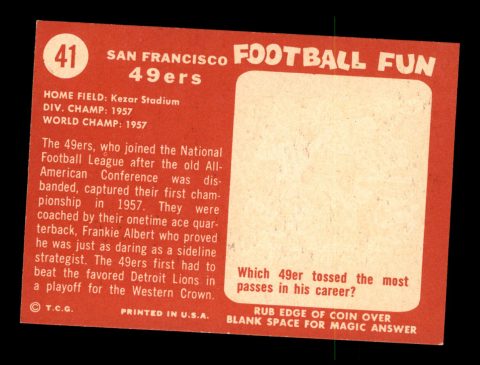 41
SAN FRANCISCO
49ers
HOME FIELD: Kezar Stadium
DIV. CHAMP: 1957
WORLD CHAMP: 1957
The 49ers, who joined the National
Football League after the old All-
American Conference was dis-
banded, captured their first cham-
pionship in 1957. They were
coached by their onetime ace quar-
terback, Frankie Albert who proved
he was just as daring as a sideline
strategist. The 49ers first had to
beat the favored Detroit Lions in
a playoff for the Western Crown.
© T.C.G. PRINTED IN U.S.A.
FOOTBALL FUN
Which 49er tossed the most
passes in his career?
RUB EDGE OF COIN OVER
BLANK SPACE FOR MAGIC ANSWER